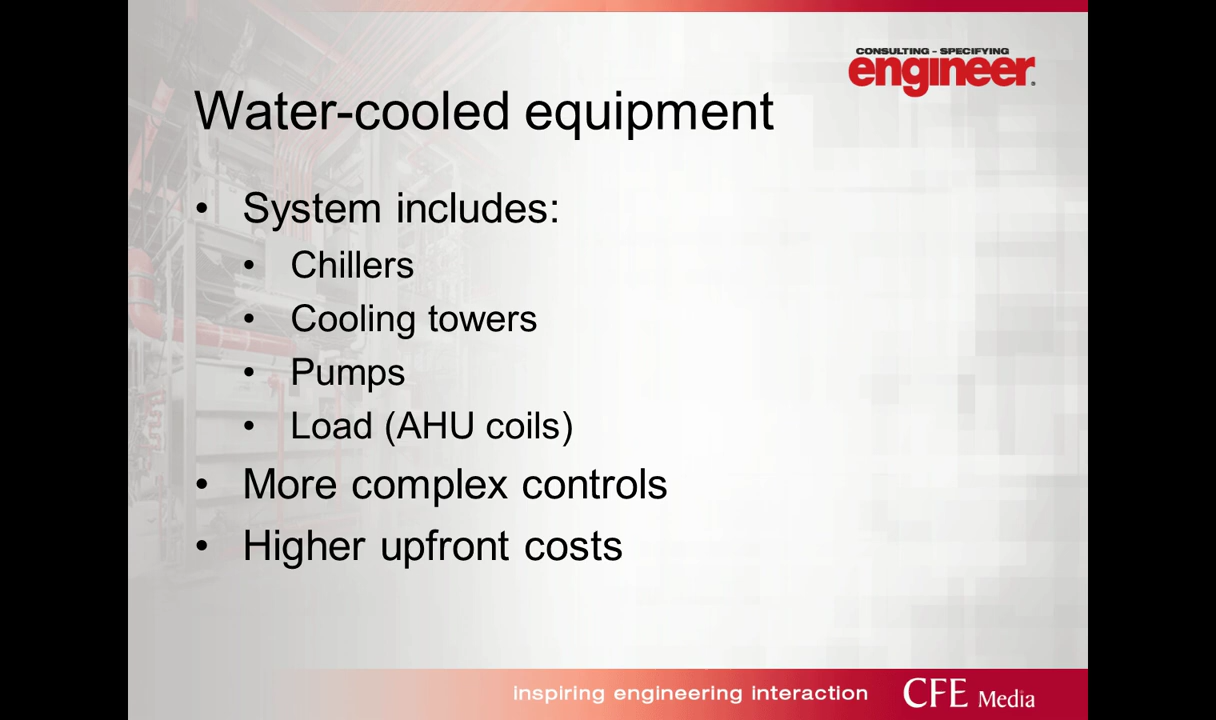 CONSULTING - SPECIFYING
engineer.
Water-cooled equipment
• System includes:
• Chillers
• Cooling towers
• Pumps
• Load (AHU coils)
• More complex controls
• Higher upfront costs
inspiring engineering interaction CFE Media